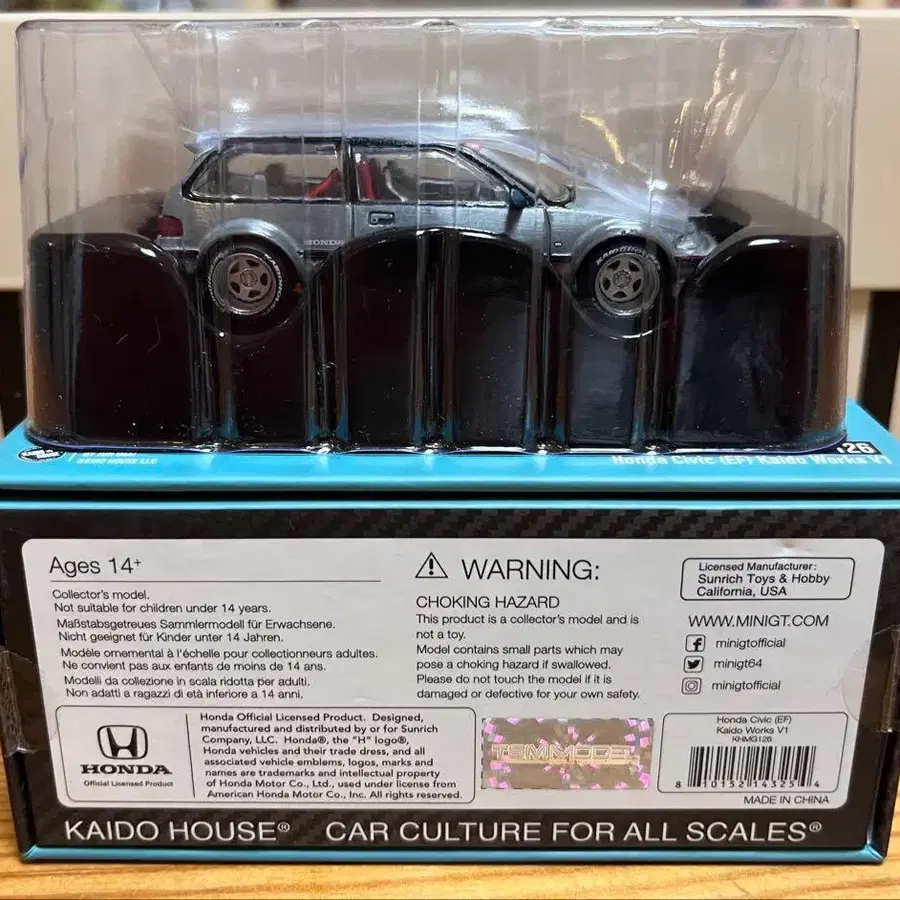 HONDA
KAIDO HOUSE LLC
126
Honda Civic (EF) Kaido Works V1
Ages 14+
Collector's model.
Not suitable for children under 14 years.
Maßstabsgetreues Sammlermodell für Erwachsene.
Nicht geeignet für Kinder unter 14 Jahren.
Modèle ornemental à l'échelle pour collectionneurs adultes.
Ne convient pas aux enfants de moins de 14 ans.
Modelli da collezione in scala ridotta per adulti.
Non adatti a ragazzi di età inferiore a 14 anni.
WARNING:
CHOKING HAZARD
This product is a collector's model and is
not a toy.
Model contains small parts which may
pose a choking hazard if swallowed.
Please do not touch the model if it is
damaged or defective for your own safety.
Licensed Manufacturer:
Sunrich Toys & Hobby
California, USA
WWW.MINIGT.COM
minigtofficial
minigt64
minigtofficial
HONDA
Official Licensed Product
Honda Official Licensed Product. Designed,
manufactured and distributed by or for Sunrich
Company, LLC. Honda®, the "H" logo®,
Honda vehicles and their trade dress, and all
associated vehicle emblems, logos, marks and
names are trademarks and intellectual property
of Honda Motor Co., Ltd., used under license from
American Honda Motor Co., Inc. All rights reserved.
TSMMODEL
Honda Civic (EF)
Kaido Works V1
KHMG126
8 10152 14325 4
MADE IN CHINA
KAIDO HOUSE® CAR CULTURE FOR ALL SCALES®